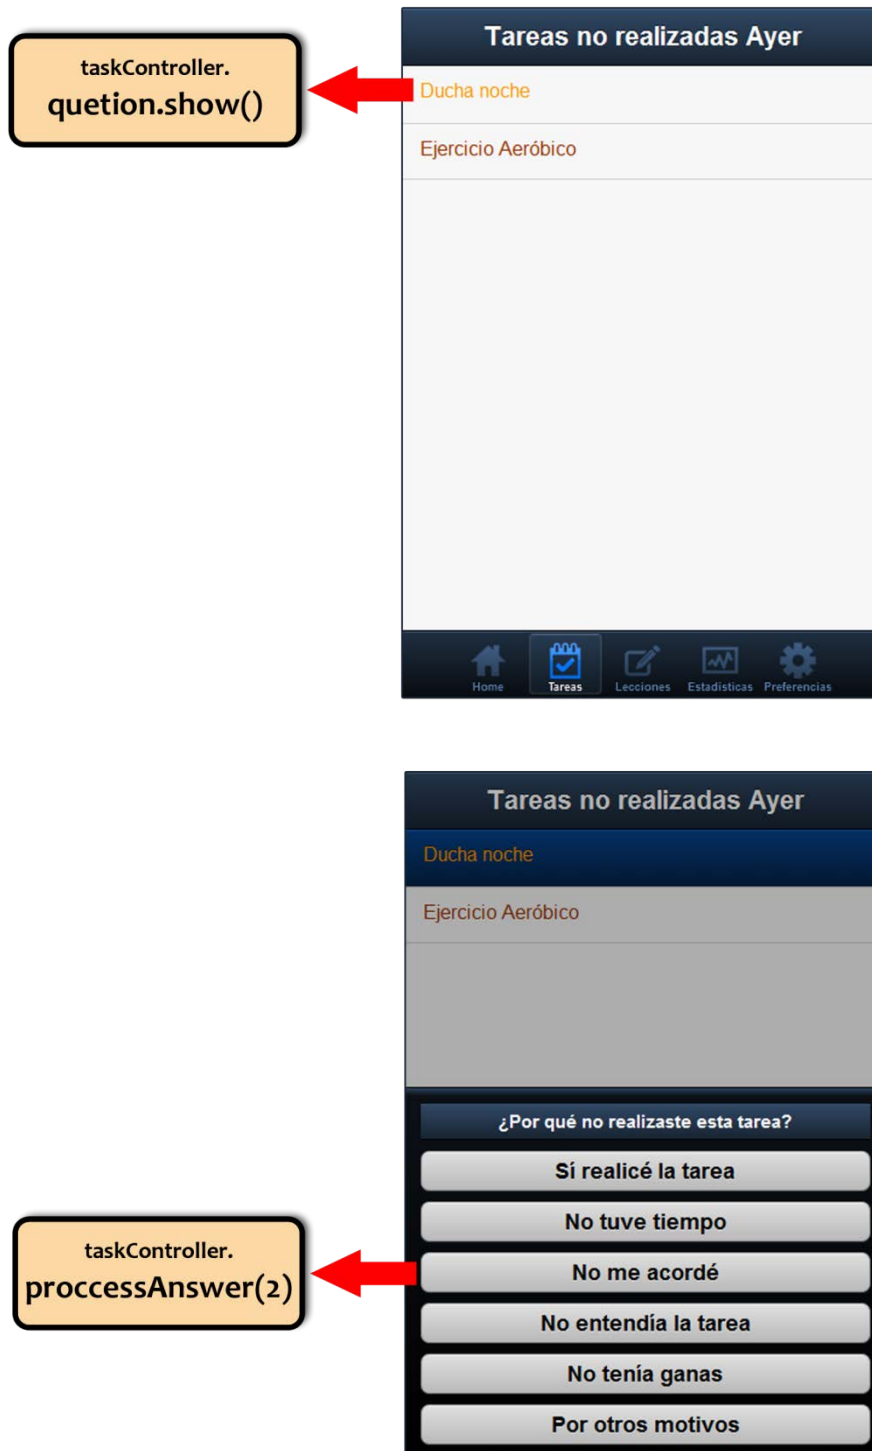 Tareas no realizadas Ayer
taskController.
quetion.show()
Ducha noche
Ejercicio Aeróbico
Home Tareas Lecciones Estadisticas Preferencias
Tareas no realizadas Ayer
Ducha noche
Ejercicio Aeróbico
¿Por qué no realizaste esta tarea?
Sí realicé la tarea
No tuve tiempo
taskController.
proccessAnswer(2)
No me acordé
No entendía la tarea
No tenía ganas
Por otros motivos